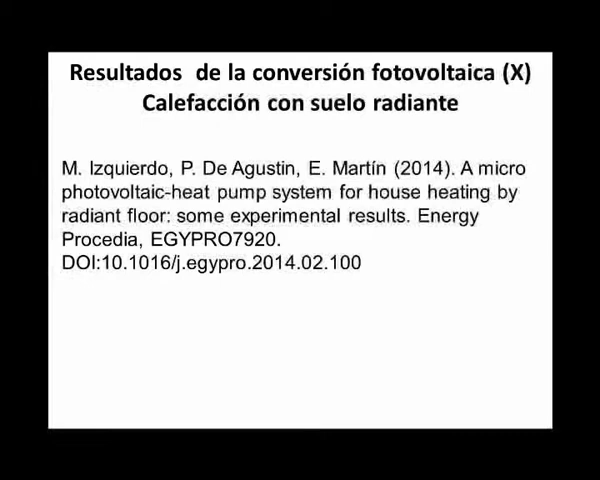 Resultados de la conversión fotovoltaica (X)
Calefacción con suelo radiante
M. Izquierdo, P. De Agustin, E. Martín (2014). A micro
photovoltaic-heat pump system for house heating by
radiant floor: some experimental results. Energy
Procedia, EGYPRO7920.
DOI:10.1016/j.egypro.2014.02.100